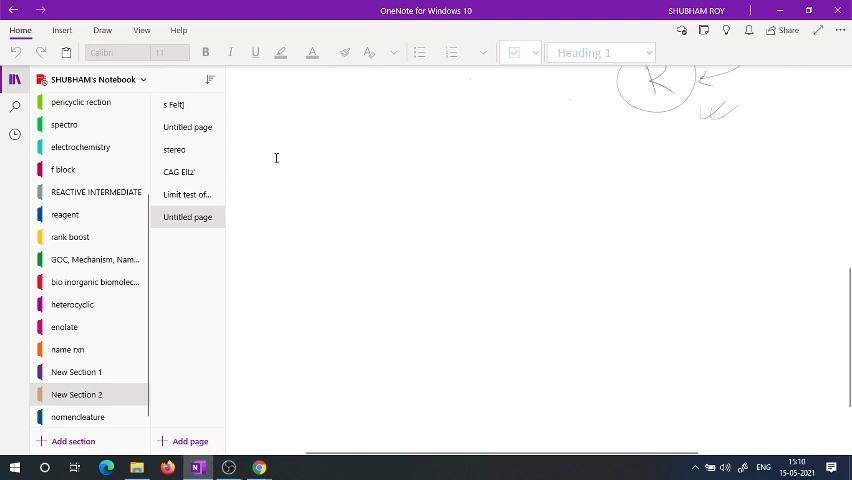 OneNote for Windows 10
SHUBHAM ROY
Home Insert Draw View Help
Share
Calibri 11 B I U A Heading 1
SHUBHAM's Notebook
pericyclic rection
spectro
electrochemistry
f block
REACTIVE INTERMEDIATE
reagent
rank boost
GOC, Mechanism, Nam...
bio inorganic biomolec...
heterocyclic
enolate
name rxn
New Section 1
New Section 2
nomencleature
Add section
s Felt]
Untitled page
stereo
CAG Eltz'
Limit test of...
Untitled page
Add page
R
ENG
15:10
15-05-2021